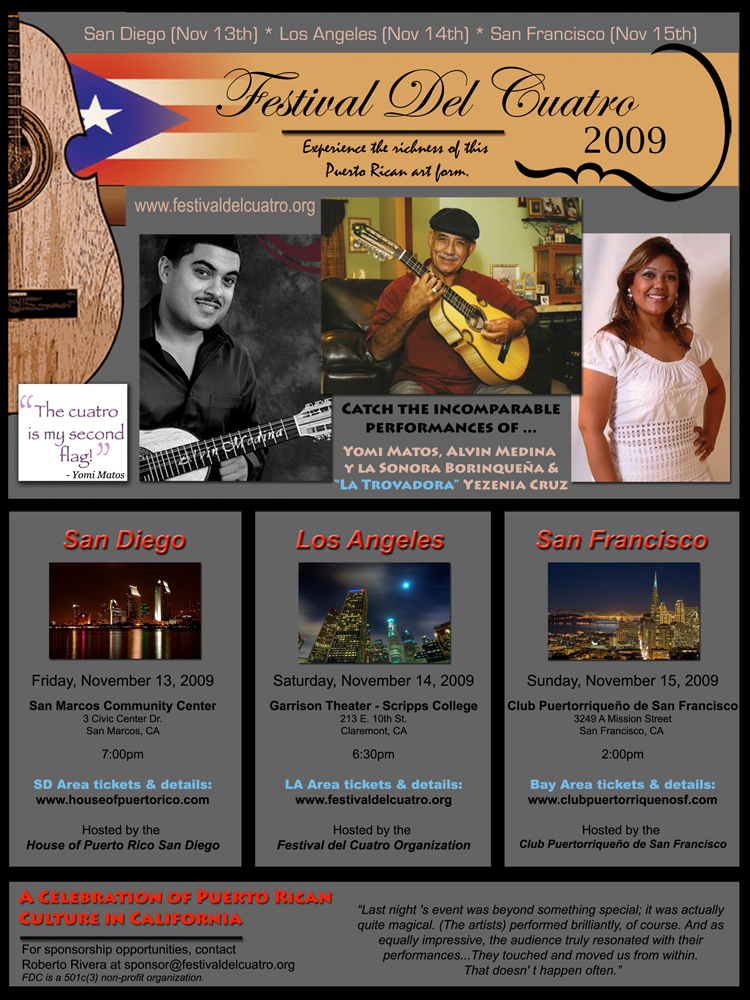 San Diego (Nov 13th) * Los Angeles (Nov 14th) * San Francisco (Nov 15th)
Festival Del Cuatro
2009
Experience the richness of this
Puerto Rican art form.
www.festivaldelcuatro.org
Alvin Medina
“The cuatro
is my second
flag!”
- Yomi Matos
Catch the incomparable
performances of ...
Yomi Matos, Alvin Medina
y la Sonora Borinqueña &
“La Trovadora” Yezenia Cruz
San Diego
Friday, November 13, 2009
San Marcos Community Center
3 Civic Center Dr.
San Marcos, CA
7:00pm
SD Area tickets & details:
www.houseofpuertorico.com
Hosted by the
House of Puerto Rico San Diego
Los Angeles
Saturday, November 14, 2009
Garrison Theater - Scripps College
213 E. 10th St.
Claremont, CA
6:30pm
LA Area tickets & details:
www.festivaldelcuatro.org
Hosted by the
Festival del Cuatro Organization
San Francisco
Sunday, November 15, 2009
Club Puertorriqueño de San Francisco
3249 A Mission Street
San Francisco, CA
2:00pm
Bay Area tickets & details:
www.clubpuertorriquenosf.com
Hosted by the
Club Puertorriqueño de San Francisco
A Celebration of Puerto Rican
Culture in California
For sponsorship opportunities, contact
Roberto Rivera at sponsor@festivaldelcuatro.org
FDC is a 501c(3) non-profit organization.
“Last night 's event was beyond something special; it was actually
quite magical. (The artists) performed brilliantly, of course. And as
equally impressive, the audience truly resonated with their
performances...They touched and moved us from within.
That doesn' t happen often.”